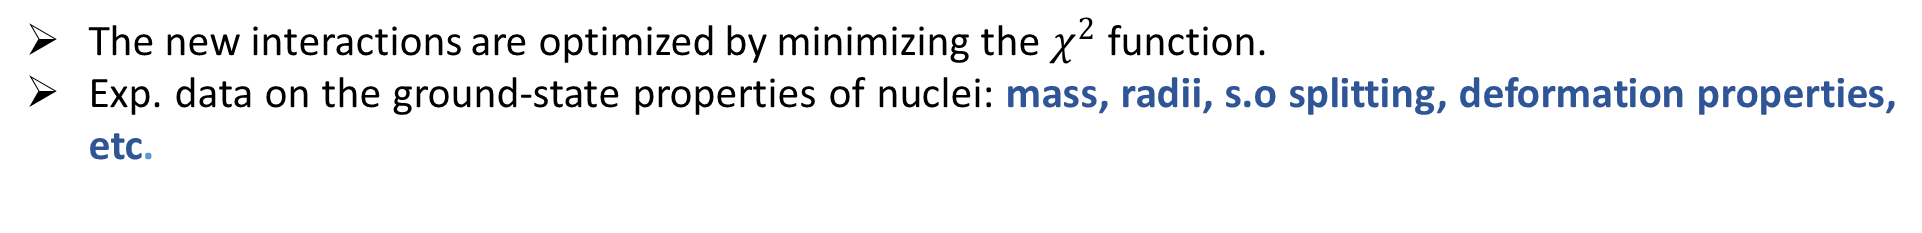 ➢ The new interactions are optimized by minimizing the χ² function.
➢ Exp. data on the ground-state properties of nuclei: mass, radii, s.o splitting, deformation properties,
etc.